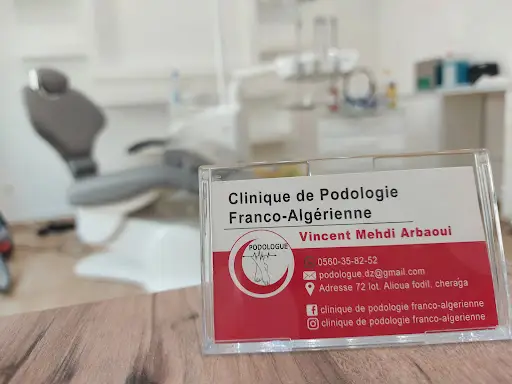 Clinique de Podologie
Franco-Algérienne
Vincent Mehdi Arbaoui
PODOLOGUE
0560-35-82-52
podologue.dz@gmail.com
Adresse 72 lot. Alioua fodil. cheraga
clinique de podologie franco-algerienne
clinique de podologie franco-algerienne